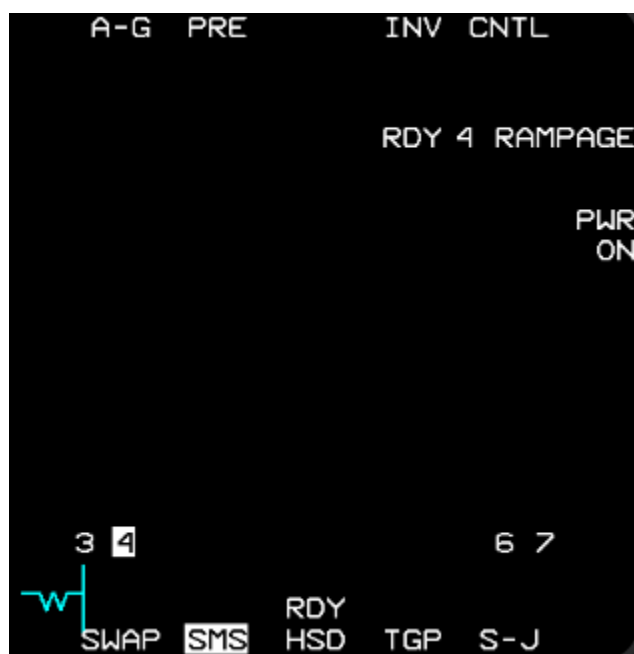 A-G PRE INV CNTL
RDY 4 RAMPAGE
PWR
ON
3 4 6 7
RDY
SWAP SMS HSD TGP S-J